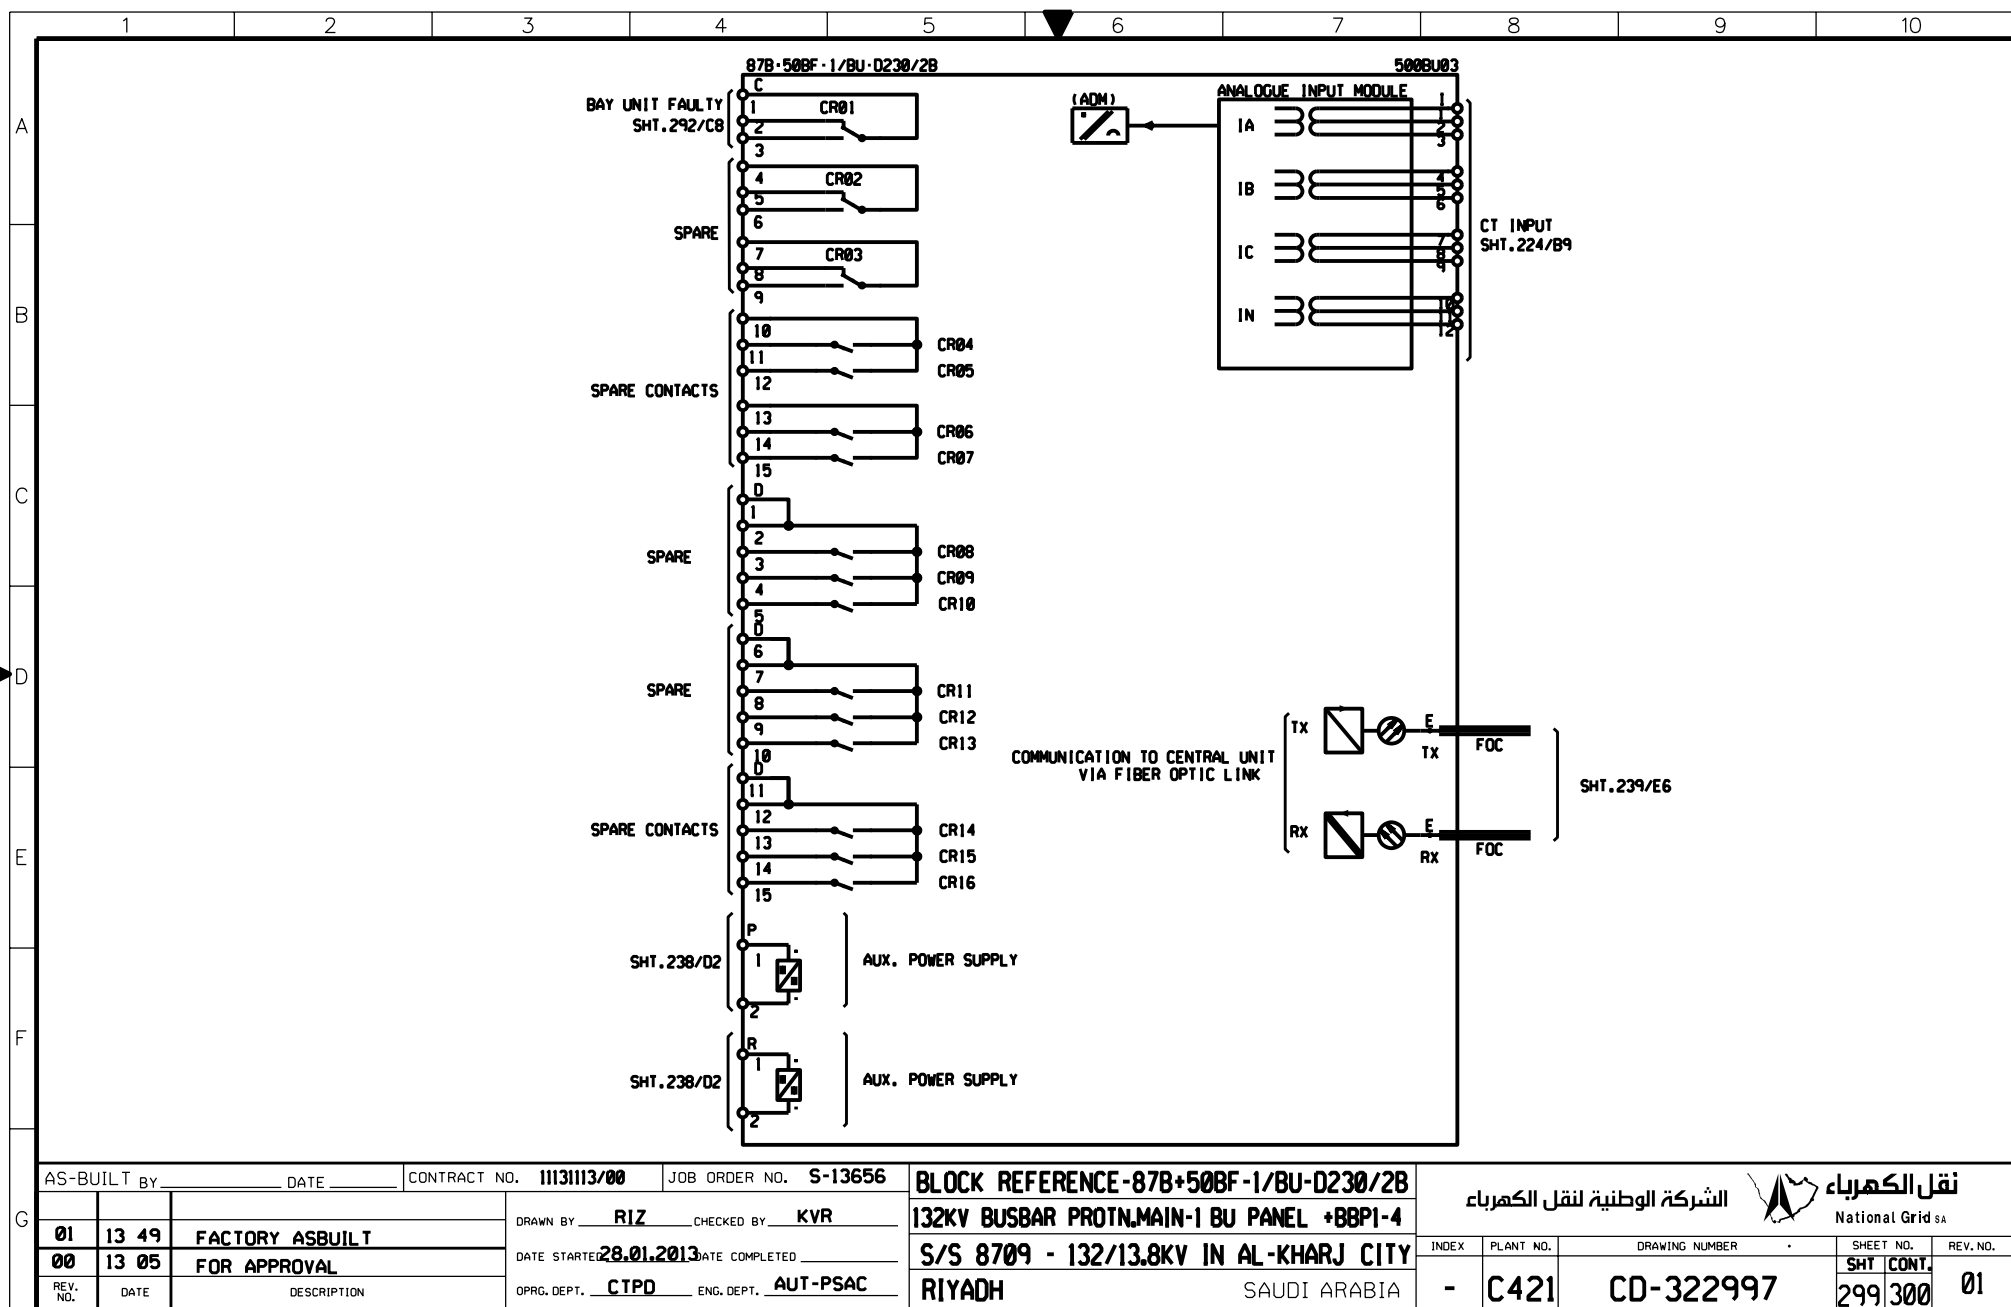 1 2 3 4 5 6 7 8 9 10
A
B
C
D
E
F
G
87B+50BF-1/BU-D230/2B
500BU03
BAY UNIT FAULTY
SHT.292/C8
C
1
2
3
CR01
4
5
6
CR02
SPARE
7
8
9
CR03
SPARE CONTACTS
10
11
12
CR04
CR05
13
14
15
CR06
CR07
SPARE
D
1
2
3
4
5
CR08
CR09
CR10
SPARE
D
6
7
8
9
10
CR11
CR12
CR13
SPARE CONTACTS
D
11
12
13
14
15
CR14
CR15
CR16
SHT.238/D2
P
1
2
AUX. POWER SUPPLY
SHT.238/D2
R
1
2
AUX. POWER SUPPLY
(ADM)
ANALOGUE INPUT MODULE
I
IA
1
2
3
IB
4
5
6
IC
7
8
9
IN
10
11
12
CT INPUT
SHT.224/B9
COMMUNICATION TO CENTRAL UNIT
VIA FIBER OPTIC LINK
TX
E
TX
FOC
RX
E
RX
FOC
SHT.239/E6
AS-BUILT BY DATE
CONTRACT NO. 11131113/00
JOB ORDER NO. S-13656
01 13 49 FACTORY ASBUILT
00 13 05 FOR APPROVAL
REV. NO. DATE DESCRIPTION
DRAWN BY RIZ CHECKED BY KVR
DATE STARTED 28.01.2013 DATE COMPLETED
OPRG. DEPT. CTPD ENG. DEPT. AUT-PSAC
BLOCK REFERENCE-87B+50BF-1/BU-D230/2B
132KV BUSBAR PROTN.MAIN-1 BU PANEL +BBP1-4
S/S 8709 - 132/13.8KV IN AL-KHARJ CITY
RIYADH SAUDI ARABIA
الشركة الوطنية لنقل الكهرباء
نقل الكهرباء
National Grid SA
INDEX PLANT NO. DRAWING NUMBER SHEET NO. REV. NO.
SHT CONT.
- C421 CD-322997 299 300 01